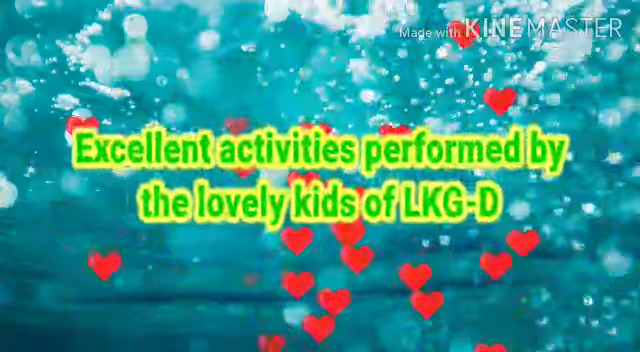 Made with KINEMASTER
Excellent activities performed by
the lovely kids of LKG-D